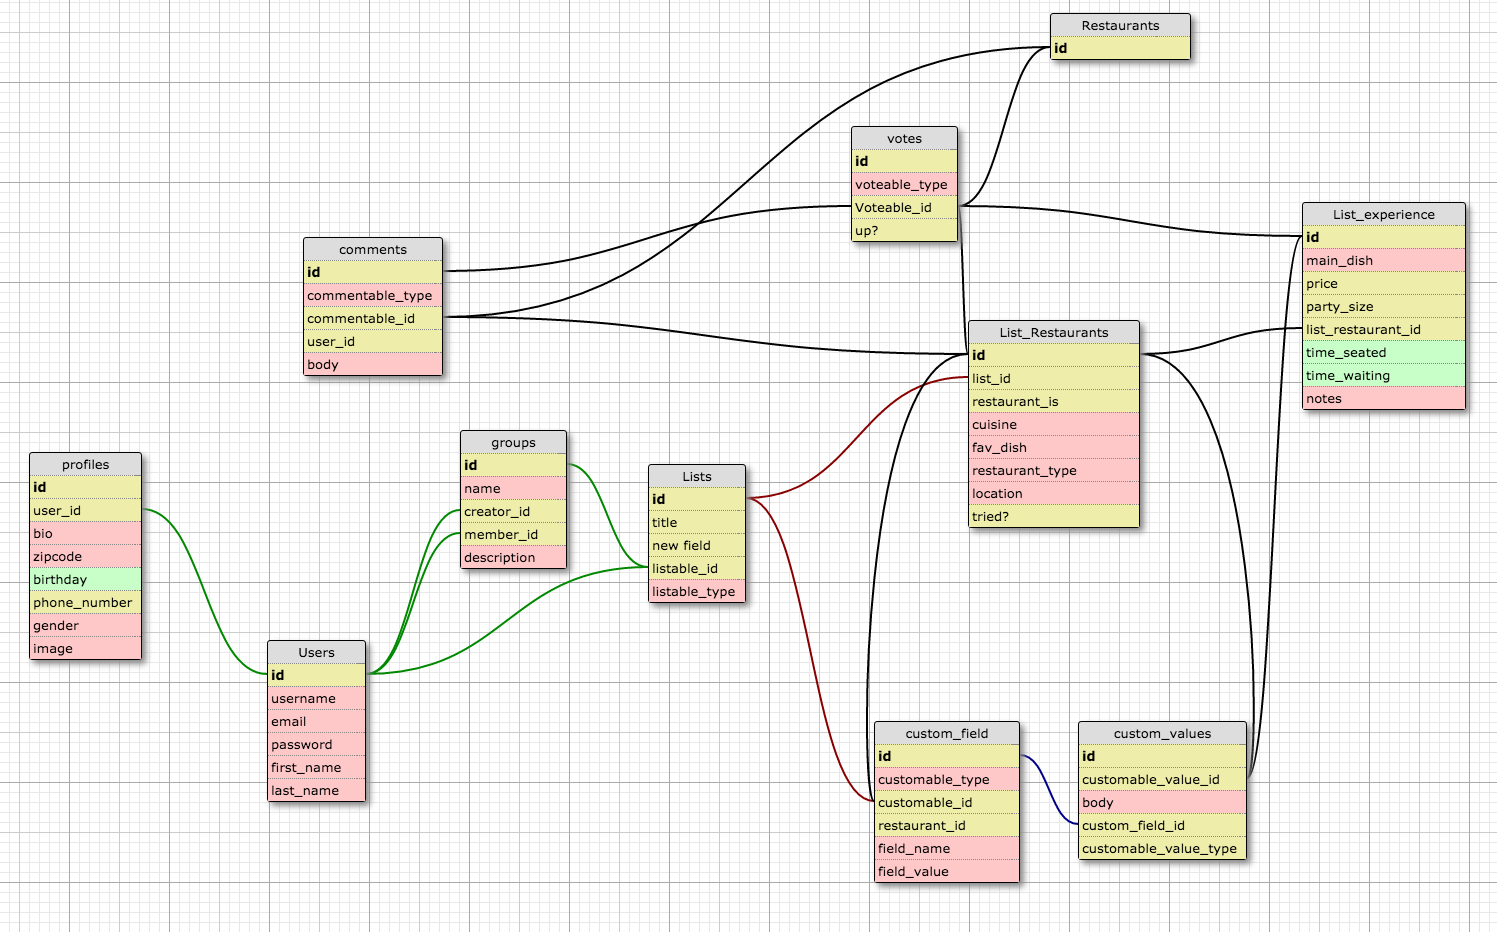 Restaurants
id
votes
id
voteable_type
Voteable_id
up?
List_experience
id
main_dish
price
party_size
list_restaurant_id
time_seated
time_waiting
notes
comments
id
commentable_type
commentable_id
user_id
body
List_Restaurants
id
list_id
restaurant_is
cuisine
fav_dish
restaurant_type
location
tried?
groups
id
name
creator_id
member_id
description
profiles
id
user_id
bio
zipcode
birthday
phone_number
gender
image
Lists
id
title
new field
listable_id
listable_type
Users
id
username
email
password
first_name
last_name
custom_field
id
customable_type
customable_id
restaurant_id
field_name
field_value
custom_values
id
customable_value_id
body
custom_field_id
customable_value_type